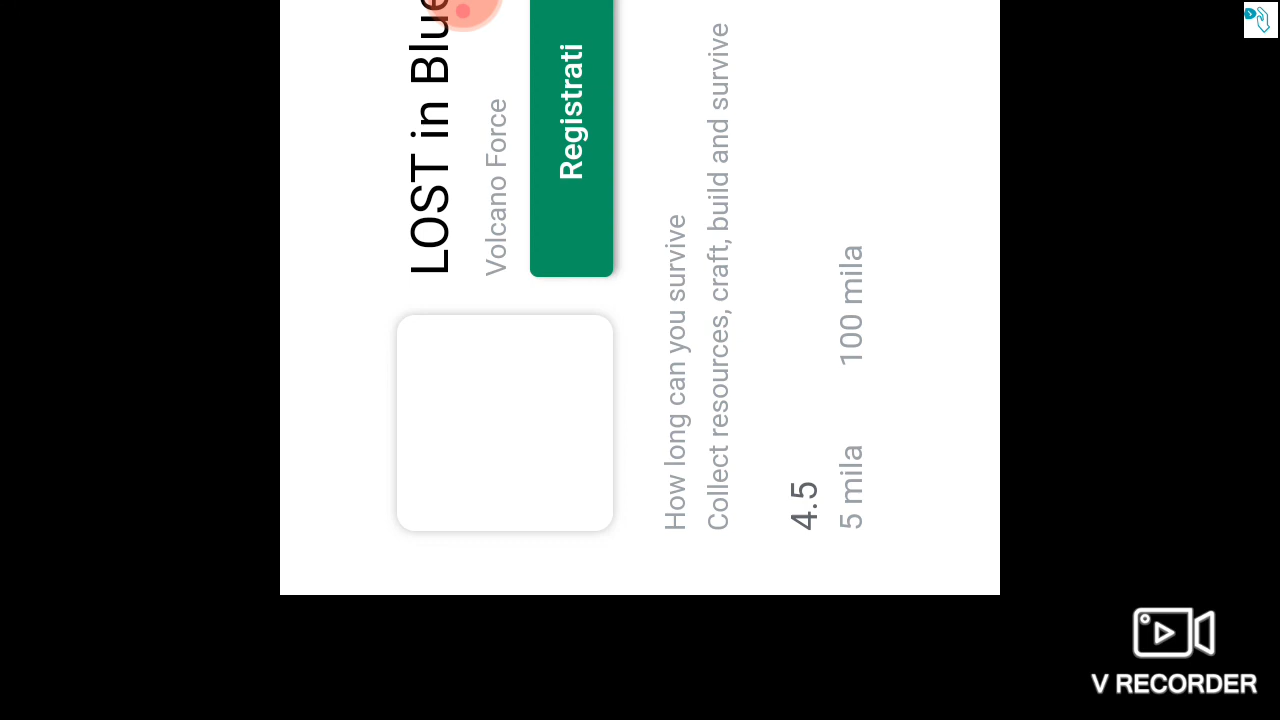 LOST in Blue
Volcano Force
Registrati
How long can you survive
Collect resources, craft, build and survive
4.5
5 mila
100 mila
V RECORDER